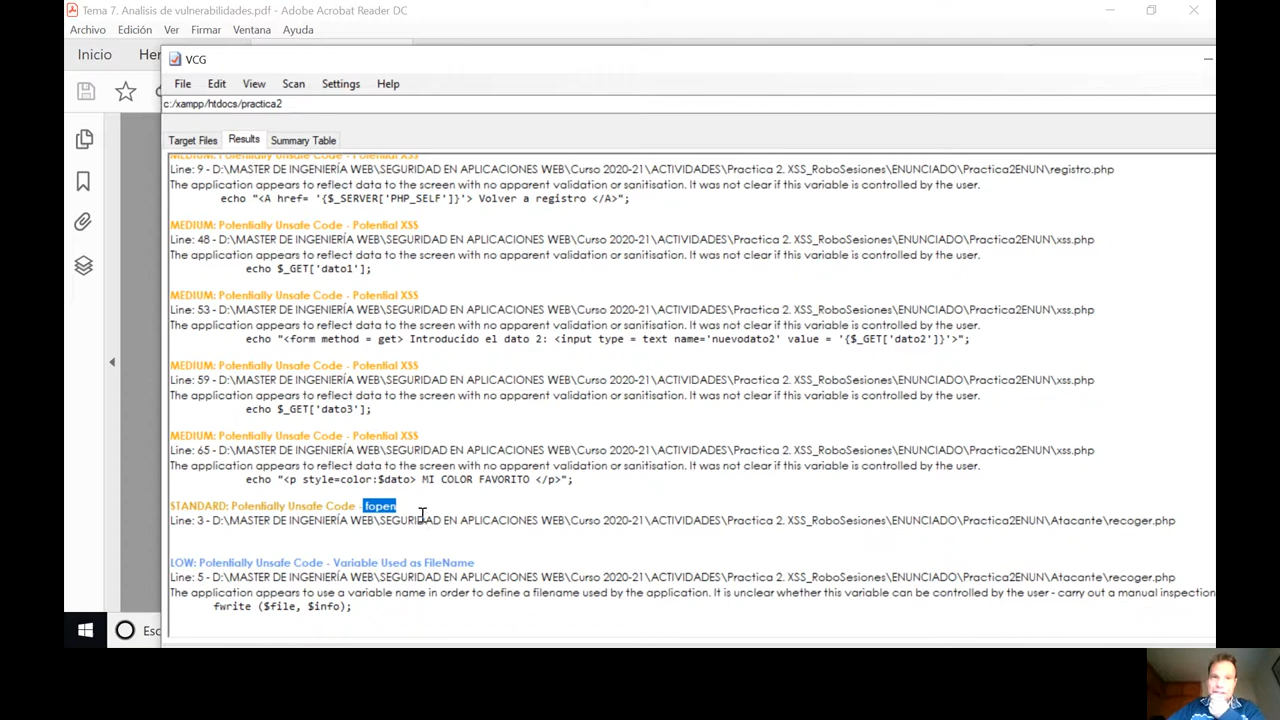 Tema 7. Analisis de vulnerabilidades.pdf - Adobe Acrobat Reader DC
Archivo Edición Ver Firmar Ventana Ayuda
Inicio Her
VCG
File Edit View Scan Settings Help
c:/xampp/htdocs/practica2
Target Files Results Summary Table
MEDIUM: Potentially Unsafe Code - Potential XSS
Line: 9 - D:\MASTER DE INGENIERÍA WEB\SEGURIDAD EN APLICACIONES WEB\Curso 2020-21\ACTIVIDADES\Practica 2. XSS_RoboSesiones\ENUNCIADO\Practica2ENUN\registro.php
The application appears to reflect data to the screen with no apparent validation or sanitisation. It was not clear if this variable is controlled by the user.
echo "<A href= '{$_SERVER['PHP_SELF']}'> Volver a registro </A>";
MEDIUM: Potentially Unsafe Code - Potential XSS
Line: 48 - D:\MASTER DE INGENIERÍA WEB\SEGURIDAD EN APLICACIONES WEB\Curso 2020-21\ACTIVIDADES\Practica 2. XSS_RoboSesiones\ENUNCIADO\Practica2ENUN\xss.php
The application appears to reflect data to the screen with no apparent validation or sanitisation. It was not clear if this variable is controlled by the user.
echo $_GET['dato1'];
MEDIUM: Potentially Unsafe Code - Potential XSS
Line: 53 - D:\MASTER DE INGENIERÍA WEB\SEGURIDAD EN APLICACIONES WEB\Curso 2020-21\ACTIVIDADES\Practica 2. XSS_RoboSesiones\ENUNCIADO\Practica2ENUN\xss.php
The application appears to reflect data to the screen with no apparent validation or sanitisation. It was not clear if this variable is controlled by the user.
echo "<form method = get> Introducido el dato 2: <input type = text name='nuevodato2' value = '{$_GET['dato2']}'>";
MEDIUM: Potentially Unsafe Code - Potential XSS
Line: 59 - D:\MASTER DE INGENIERÍA WEB\SEGURIDAD EN APLICACIONES WEB\Curso 2020-21\ACTIVIDADES\Practica 2. XSS_RoboSesiones\ENUNCIADO\Practica2ENUN\xss.php
The application appears to reflect data to the screen with no apparent validation or sanitisation. It was not clear if this variable is controlled by the user.
echo $_GET['dato3'];
MEDIUM: Potentially Unsafe Code - Potential XSS
Line: 65 - D:\MASTER DE INGENIERÍA WEB\SEGURIDAD EN APLICACIONES WEB\Curso 2020-21\ACTIVIDADES\Practica 2. XSS_RoboSesiones\ENUNCIADO\Practica2ENUN\xss.php
The application appears to reflect data to the screen with no apparent validation or sanitisation. It was not clear if this variable is controlled by the user.
echo "<p style=color:$dato> MI COLOR FAVORITO </p>";
STANDARD: Potentially Unsafe Code - fopen
Line: 3 - D:\MASTER DE INGENIERÍA WEB\SEGURIDAD EN APLICACIONES WEB\Curso 2020-21\ACTIVIDADES\Practica 2. XSS_RoboSesiones\ENUNCIADO\Practica2ENUN\Atacante\recoger.php
LOW: Potentially Unsafe Code - Variable Used as FileName
Line: 5 - D:\MASTER DE INGENIERÍA WEB\SEGURIDAD EN APLICACIONES WEB\Curso 2020-21\ACTIVIDADES\Practica 2. XSS_RoboSesiones\ENUNCIADO\Practica2ENUN\Atacante\recoger.php
The application appears to use a variable name in order to define a filename used by the application. It is unclear whether this variable can be controlled by the user - carry out a manual inspection
fwrite ($file, $info);
Esc